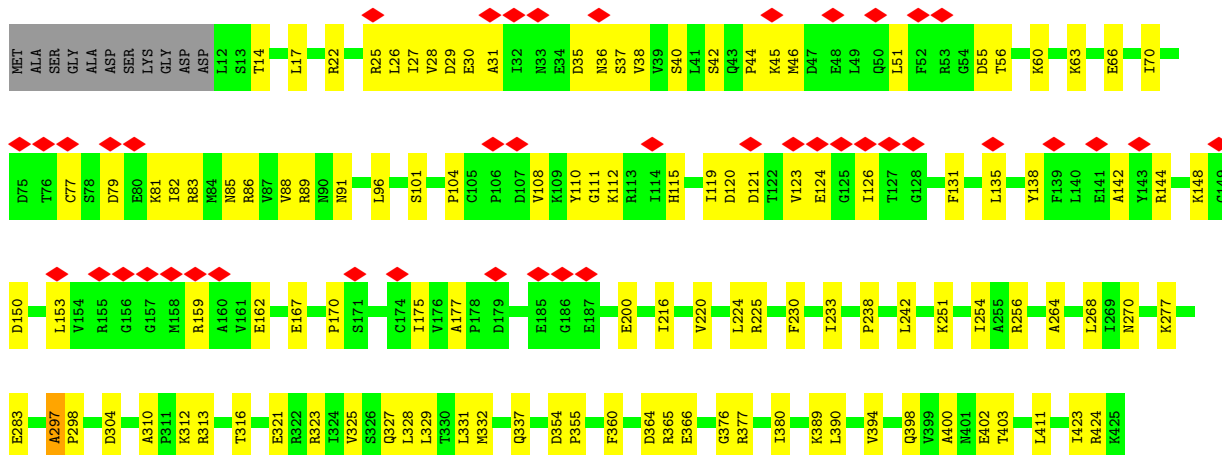 MET ALA SER GLY ALA ASP SER LYS GLY ASP ASP L12 S13 T14 L17 R22 R25 L26 I27 V28 D29 E30 A31 I32 N33 E34 D35 N36 S37 V38 V39 S40 L41 S42 Q43 P44 K45 M46 D47 E48 L49 Q50 L51 F52 R53 G54 D55 T56 K60 K63 E66 I70
D75 T76 C77 S78 D79 E80 K81 I82 R83 M84 N85 R86 V87 V88 R89 N90 N91 L96 S101 P104 C105 P106 D107 V108 K109 Y110 G111 K112 R113 I114 H115 I119 D120 D121 T122 V123 E124 G125 I126 T127 G128 F131 L135 Y138 F139 L140 E141 A142 Y143 R144 K148 G149
D150 L153 V154 R155 G156 G157 M158 R159 A160 V161 E162 E167 P170 S171 C174 I175 V176 A177 P178 D179 E185 G186 E187 E200 I216 V220 L224 R225 F230 I233 P238 L242 K251 I254 A255 R256 A264 L268 I269 N270 K277
E283 A297 P298 D304 A310 P311 K312 R313 T316 E321 R322 R323 I324 V325 S326 Q327 L328 L329 T330 L331 M332 Q337 D354 P355 F360 D364 R365 E366 G376 R377 I380 K389 L390 V394 Q398 V399 A400 N401 E402 T403 L411 I423 R424 K425